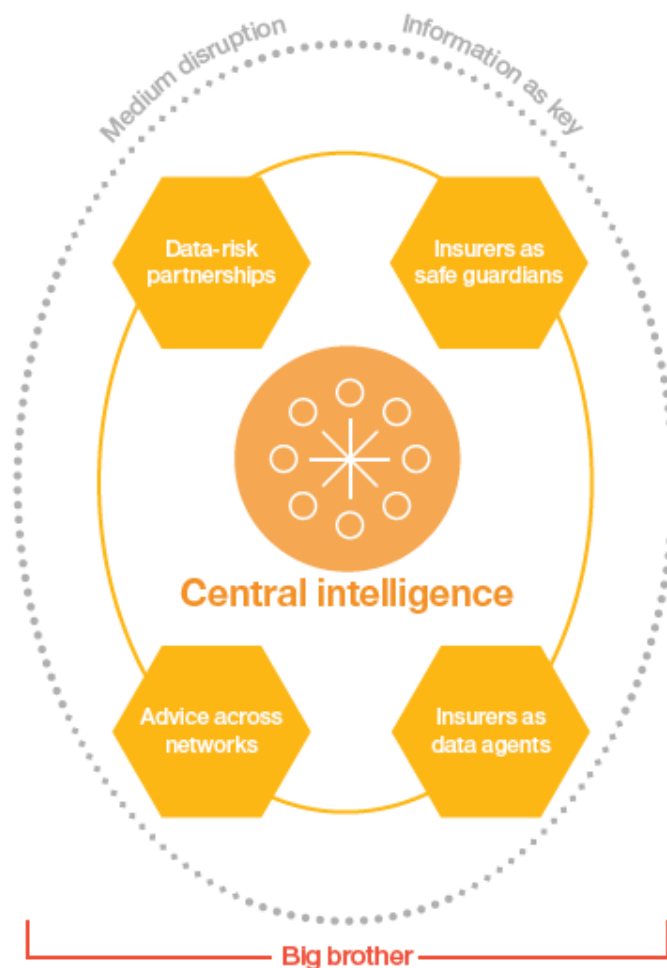 Medium disruption
Information as key
Data-risk
partnerships
Insurers as
safe guardians
Central intelligence
Advice across
networks
Insurers as
data agents
Big brother